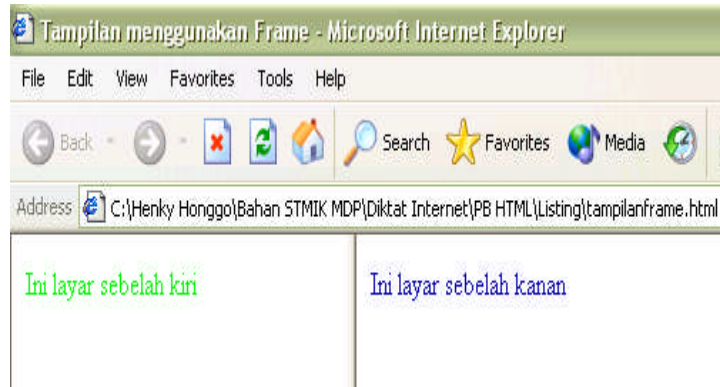 Tampilan menggunakan Frame - Microsoft Internet Explorer
File Edit View Favorites Tools Help
Back Search Favorites Media
Address C:\Henky Honggo\Bahan STMIK MDP\Diktat Internet\PB HTML\Listing\tampilanframe.html
Ini layar sebelah kiri Ini layar sebelah kanan